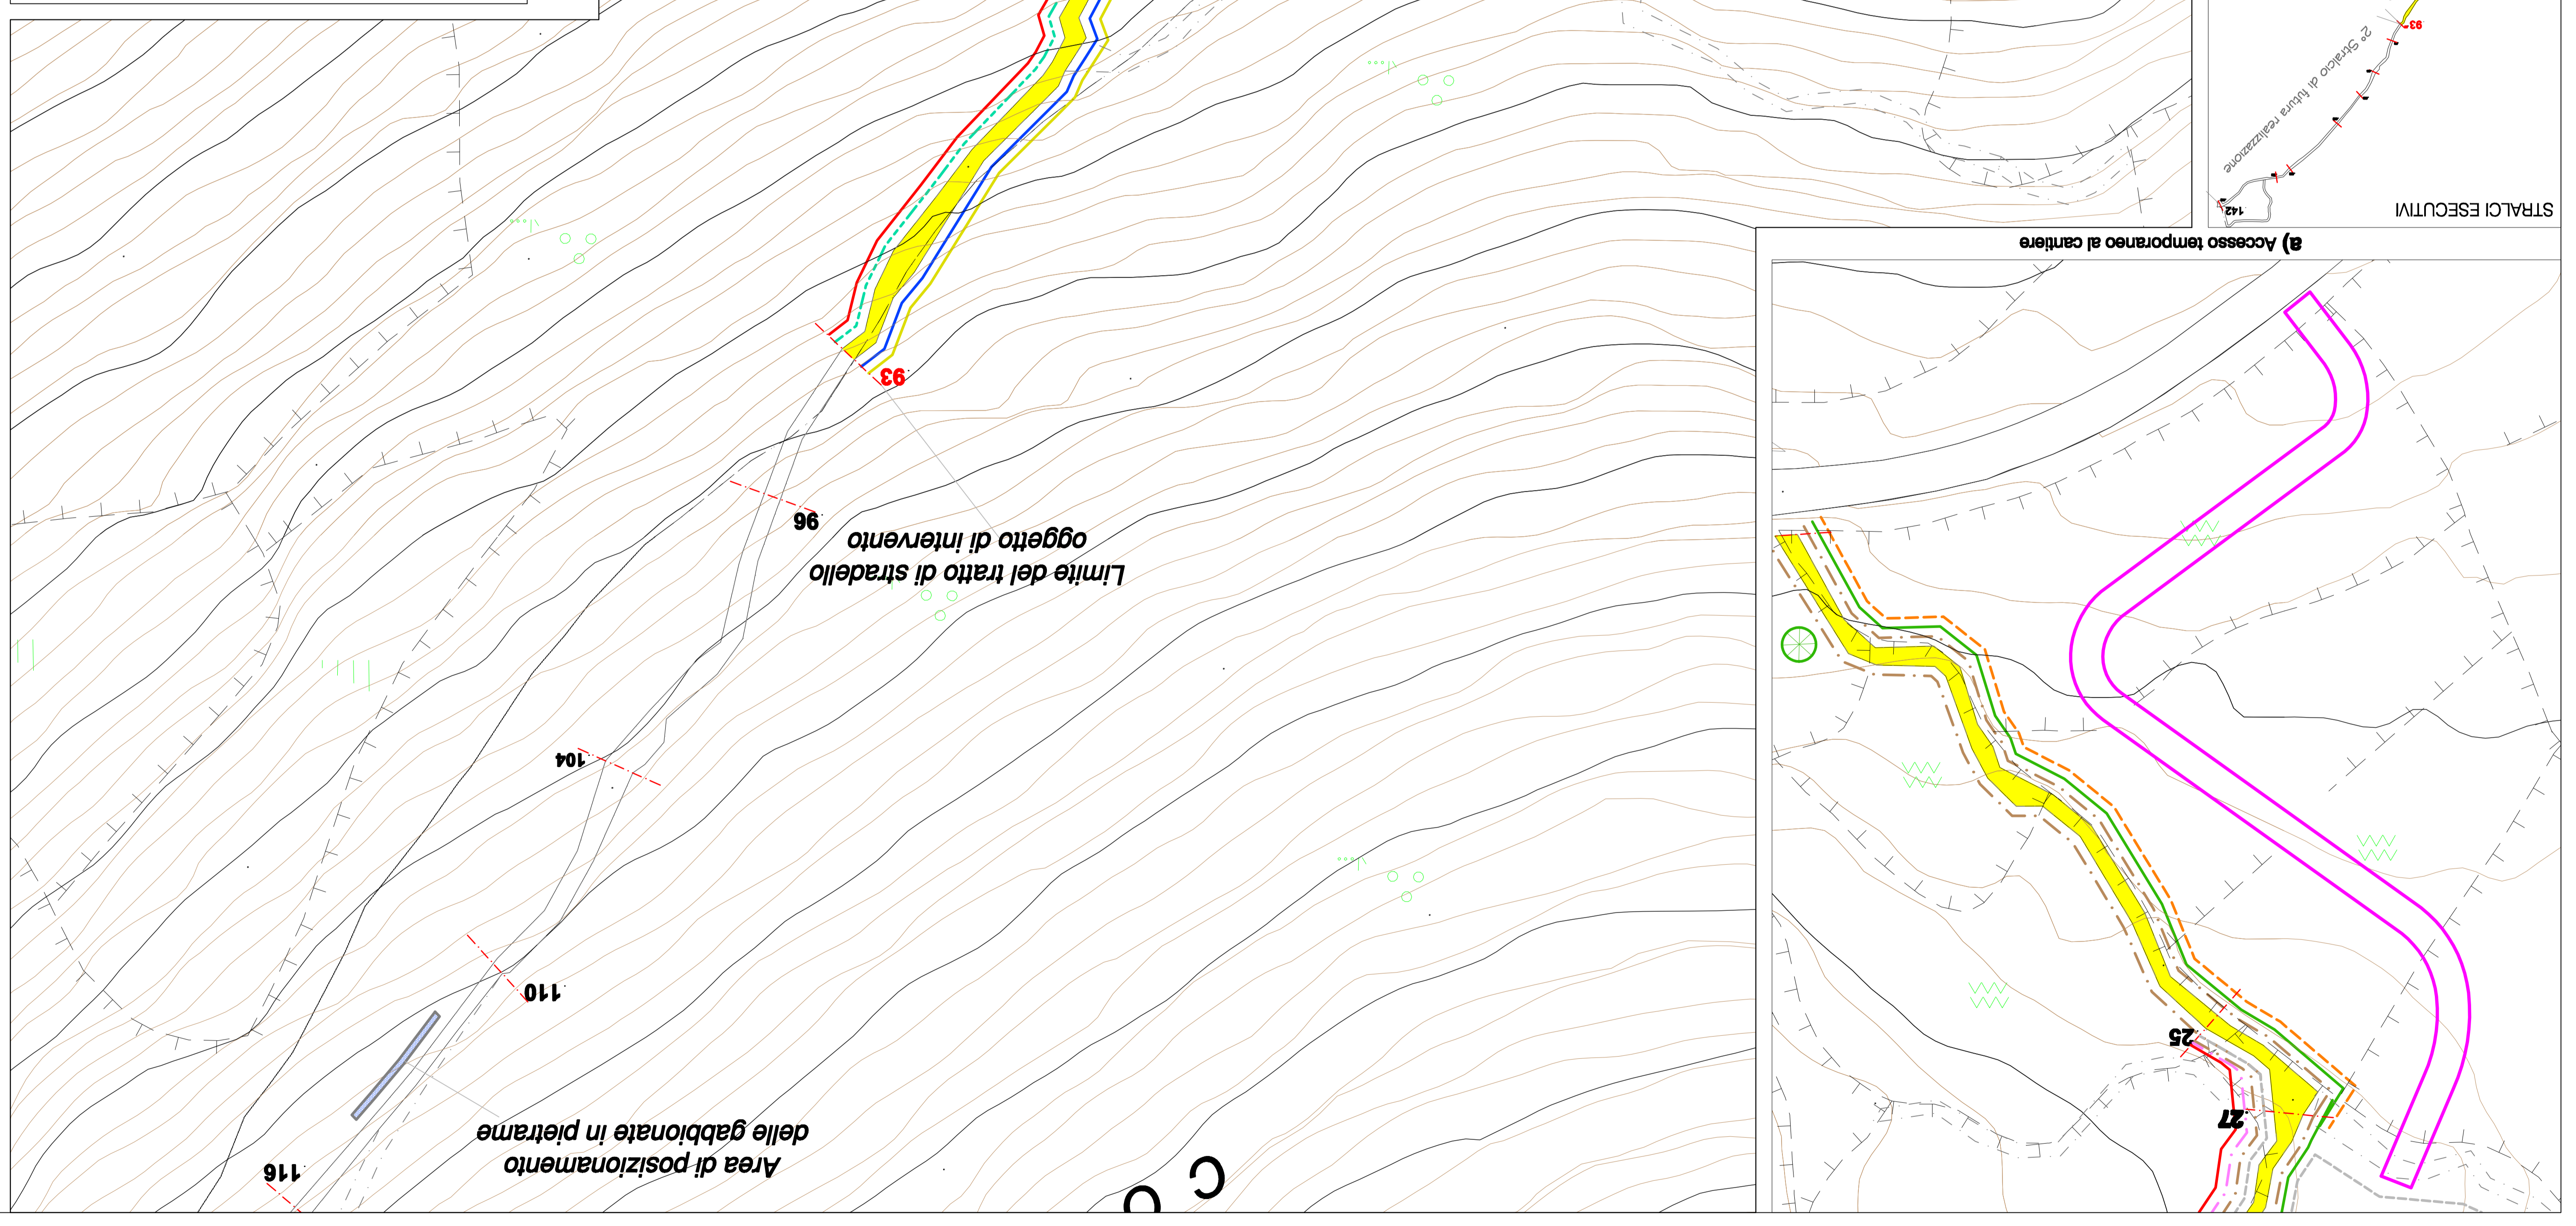 27
25
a) Accesso temporaneo al cantiere
C O
Area di posizionamento
delle gabbionate in pietrame
116
110
104
Limite del tratto di stradello
oggetto di intervento
96
93
STRALCI ESECUTIVI
142
2° Stralcio di futura realizzazione
93